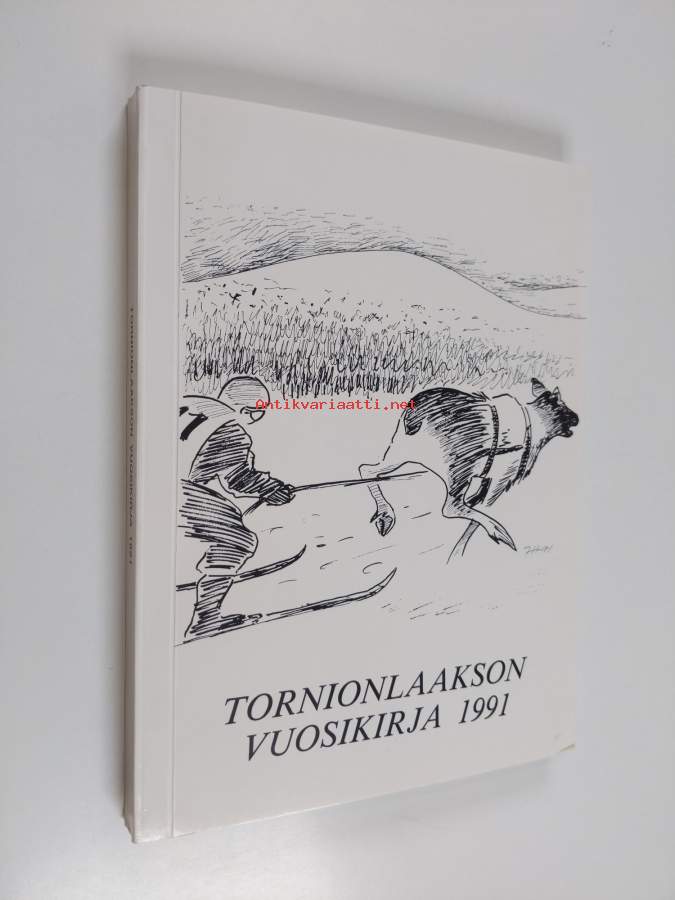 TORNIONLAAKSON VUOSIKIRJA 1991
Antikvariaatti.net
TORNIONLAAKSON
VUOSIKIRJA 1991